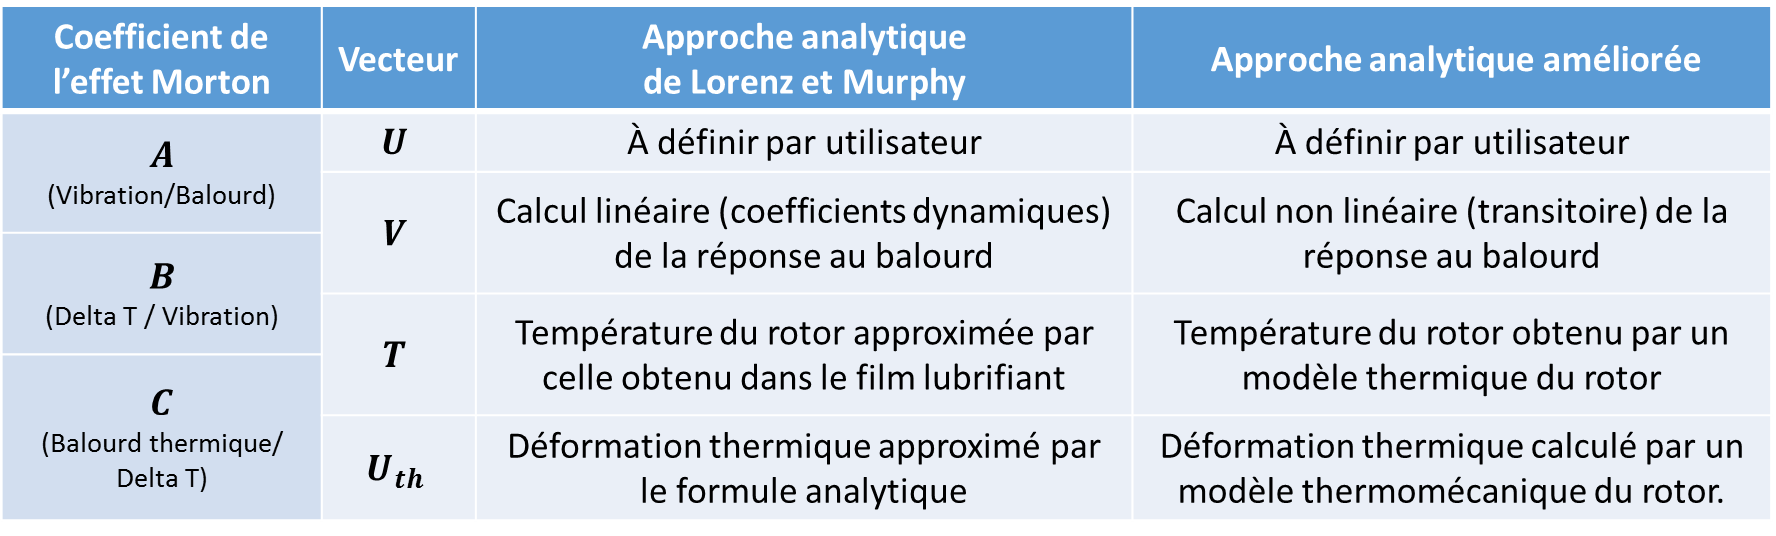 Coefficient de
l’effet Morton
Vecteur
Approche analytique
de Lorenz et Murphy
Approche analytique améliorée
A
(Vibration/Balourd)
U
À définir par utilisateur
À définir par utilisateur
V
Calcul linéaire (coefficients dynamiques)
de la réponse au balourd
Calcul non linéaire (transitoire) de la
réponse au balourd
B
(Delta T / Vibration)
T
Température du rotor approximée par
celle obtenu dans le film lubrifiant
Température du rotor obtenu par un
modèle thermique du rotor
C
(Balourd thermique/
Delta T)
U_th
Déformation thermique approximé par
le formule analytique
Déformation thermique calculé par un
modèle thermomécanique du rotor.